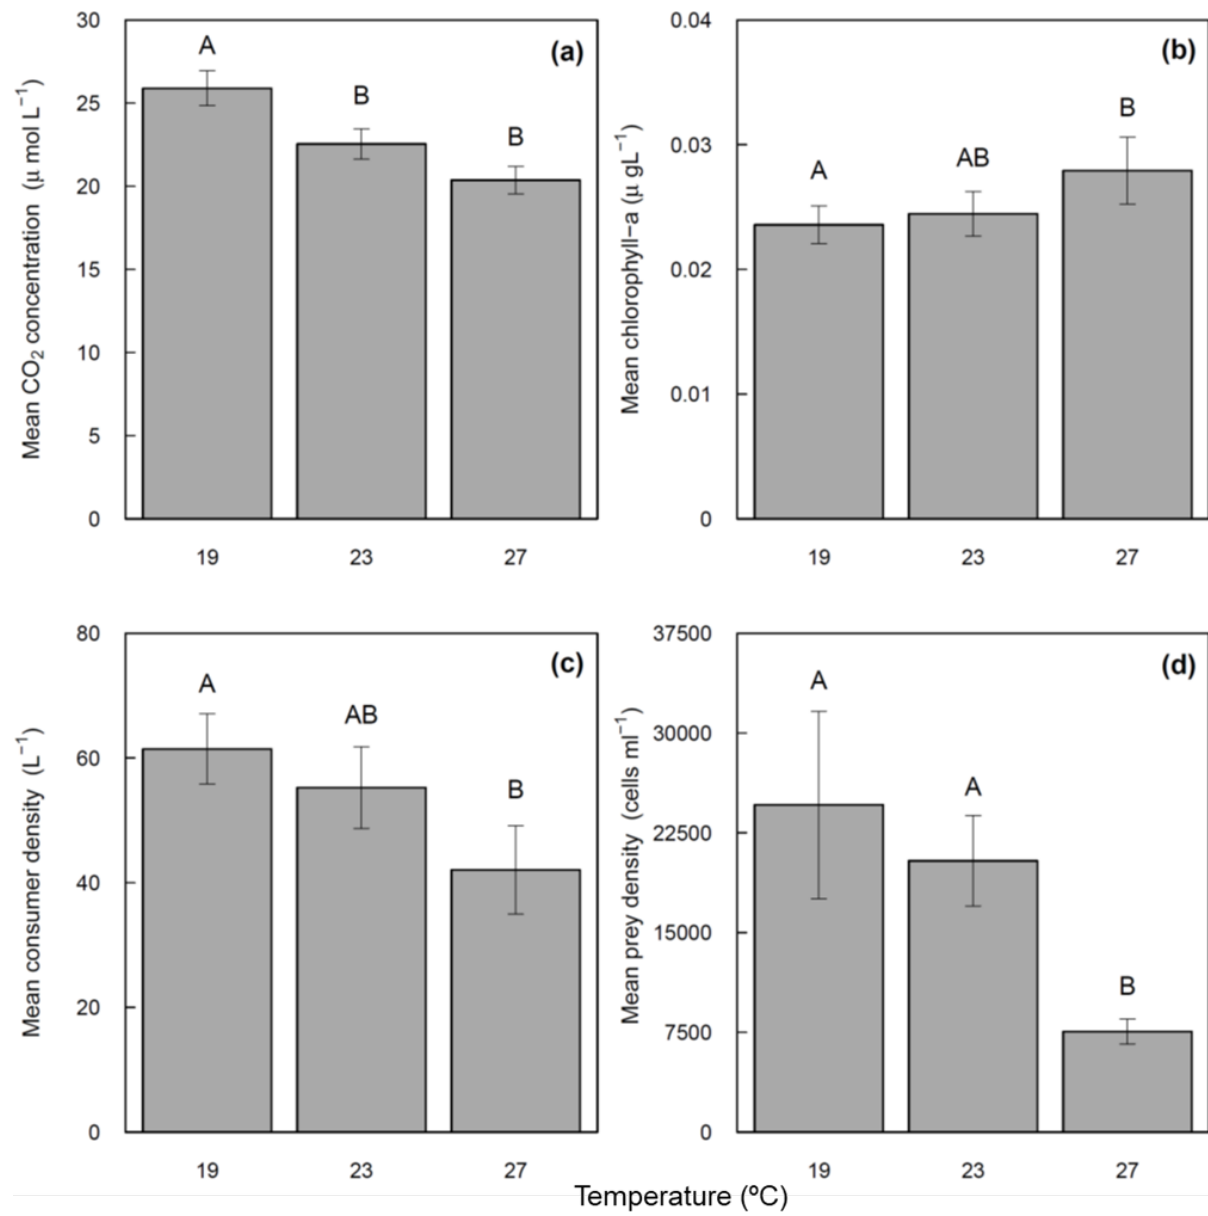 (a)
Mean CO₂ concentration (μ mol L⁻¹)
30
25
20
15
10
5
0
A
B
B
19 23 27
(b)
Mean chlorophyll−a (μ gL⁻¹)
0.04
0.03
0.02
0.01
0
A
AB
B
19 23 27
(c)
Mean consumer density (L⁻¹)
80
60
40
20
0
A
AB
B
19 23 27
(d)
Mean prey density (cells ml⁻¹)
37500
30000
22500
15000
7500
0
A
A
B
19 23 27
Temperature (ºC)